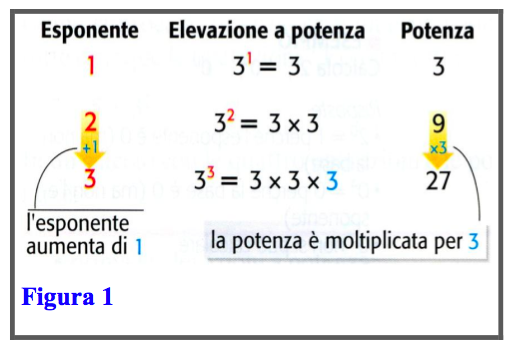 Esponente Elevazione a potenza Potenza
1 3¹ = 3 3
2 3² = 3 × 3 9
+1 ×3
3 3³ = 3 × 3 × 3 27
l'esponente
aumenta di 1
la potenza è moltiplicata per 3
Figura 1